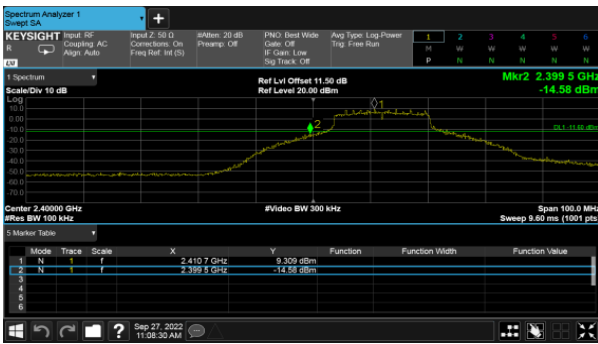 Spectrum Analyzer 1
Swept SA
KEYSIGHT Input: RF Input Z: 50 Ω #Atten: 20 dB PNO: Best Wide Avg Type: Log-Power 1 2 3 4 5 6
R Coupling: AC Corrections: On Preamp: Off Gate: Off Trig: Free Run M W W W W W
Align: Auto Freq Ref: Int (S) IF Gain: Low P N N N N N
Sig Track: Off
LXI
1 Spectrum Ref Lvl Offset 11.50 dB Mkr2 2.399 5 GHz
Scale/Div 10 dB Ref Level 20.00 dBm -14.58 dBm
Log
10.0
0.00
-10.0
-20.0
-30.0
-40.0
-50.0
-60.0
-70.0
1
2
DL1 -11.60 dBm
Center 2.40000 GHz #Video BW 300 kHz Span 100.0 MHz
#Res BW 100 kHz Sweep 9.60 ms (1001 pts
5 Marker Table
Mode Trace Scale X Y Function Function Width Function Value
1 N 1 f 2.410 7 GHz 9.309 dBm
2 N 1 f 2.399 5 GHz -14.58 dBm
3
4
5
6
? Sep 27, 2022
11:08:30 AM